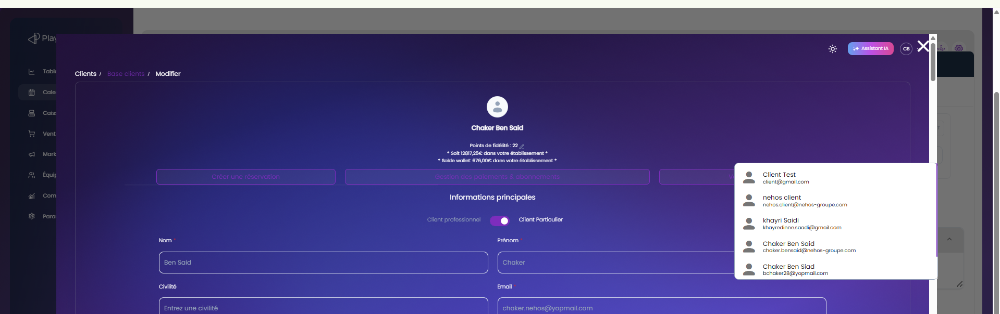 Play
Assistant IA
CB
Clients / Base clients / Modifier
Table
Caler
Caiss
Vente
Mark
Équip
Com
Para
Chaker Ben Said
Points de fidélité : 22
* Soit 12817,25€ dans votre établissement *
* Solde wallet: 676,00€ dans votre établissement *
Créer une réservation
Gestion des paiements & abonnements
Informations principales
Client professionnel
Client Particulier
Nom *
Prénom *
Ben Said
Chaker
Civilité
Email *
Entrez une civilité
chaker.nehos@yopmail.com
Client Test
client@gmail.com
nehos client
nehos.client@nehos-groupe.com
khayri Saidi
khayredinne.saadi@gmail.com
Chaker Ben Said
chaker.bensaid@nehos-groupe.com
Chaker Ben Siad
bchaker28@yopmail.com